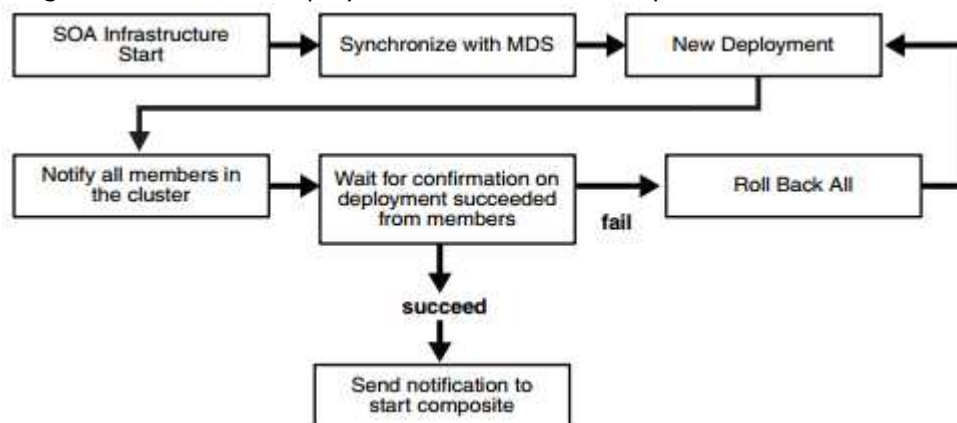 SOA Infrastructure
Start
Synchronize with MDS
New Deployment
Notify all members in
the cluster
Wait for confirmation on
deployment succeeded
from members
fail
Roll Back All
succeed
Send notification to
start composite